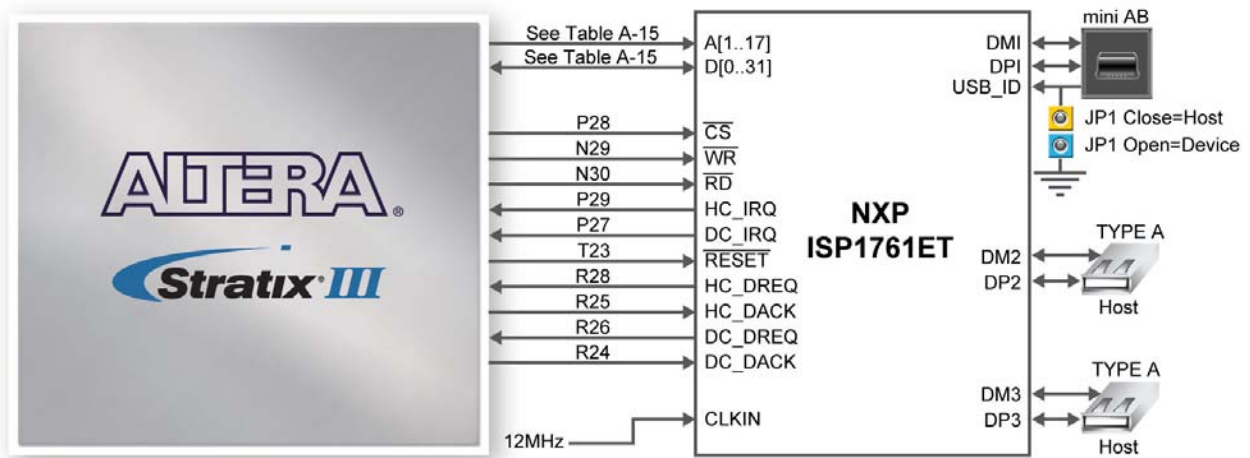 ALTERA®
Stratix® III
See Table A-15
See Table A-15
P28
N29
N30
P29
P27
T23
R28
R25
R26
R24
12MHz
A[1..17]
D[0..31]
CS
WR
RD
HC_IRQ
DC_IRQ
RESET
HC_DREQ
HC_DACK
DC_DREQ
DC_DACK
CLKIN
NXP
ISP1761ET
DMI
DPI
USB_ID
DM2
DP2
DM3
DP3
mini AB
JP1 Close=Host
JP1 Open=Device
TYPE A
Host
TYPE A
Host